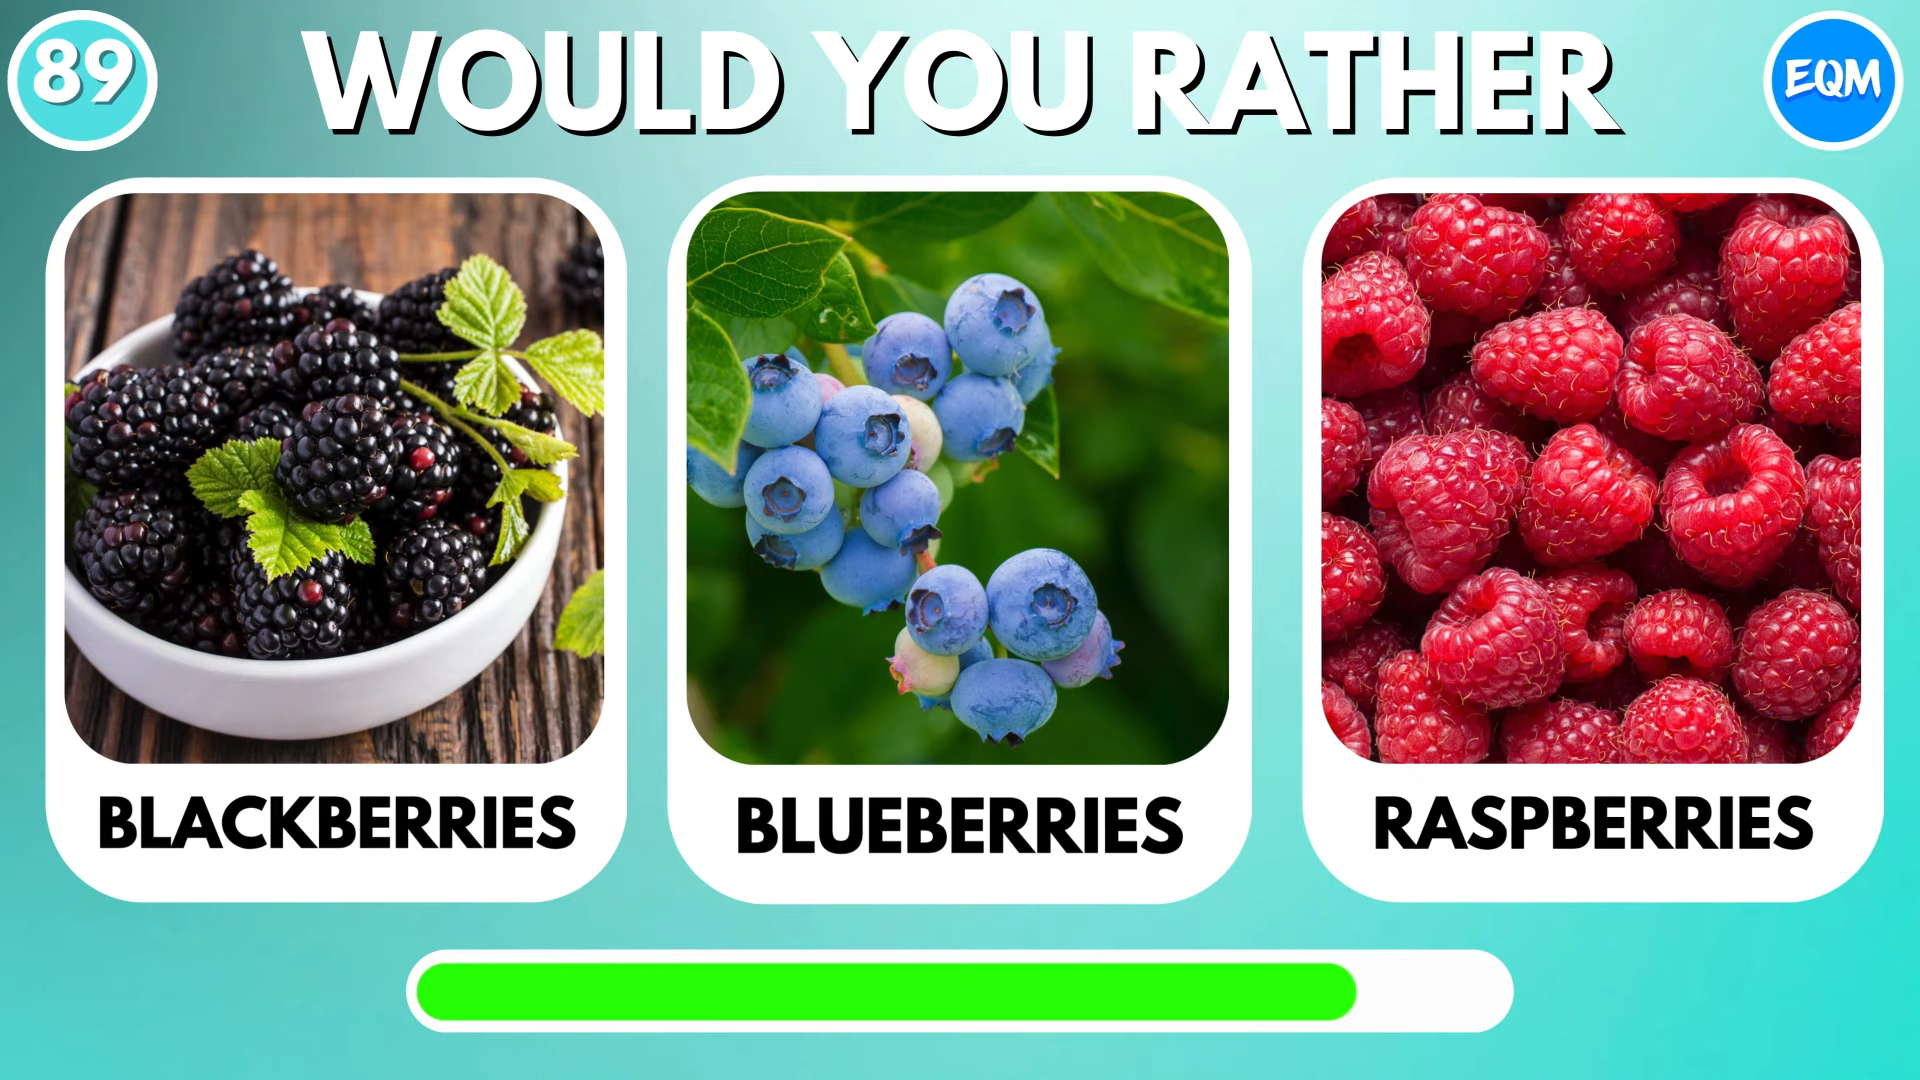 89
WOULD YOU RATHER
EQM
BLACKBERRIES
BLUEBERRIES
RASPBERRIES